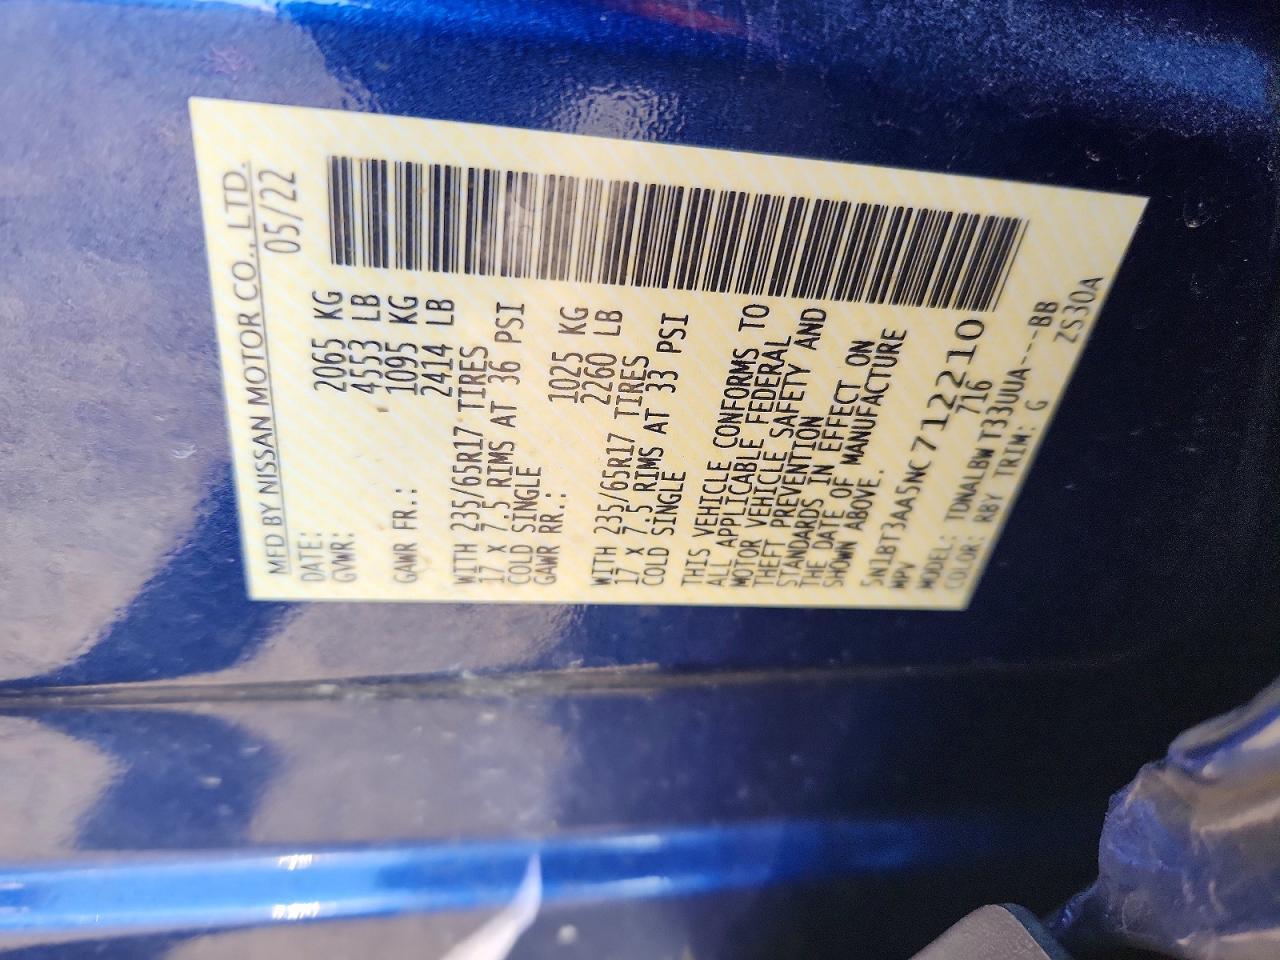 MFD BY NISSAN MOTOR CO., LTD.
DATE: 05/22
GVWR: 2065 KG
4553 LB
GAWR FR.: 1095 KG
2414 LB
WITH 235/65R17 TIRES
17 X 7.5 RIMS AT 36 PSI
COLD SINGLE
GAWR RR.: 1025 KG
2260 LB
WITH 235/65R17 TIRES
17 X 7.5 RIMS AT 33 PSI
COLD SINGLE
THIS VEHICLE CONFORMS TO
ALL APPLICABLE FEDERAL
MOTOR VEHICLE SAFETY AND
THEFT PREVENTION
STANDARDS IN EFFECT ON
THE DATE OF MANUFACTURE
SHOWN ABOVE.
5N1BT3AA5NC712210
MPV 716
MODEL: TDNALBWT33UUA---BB
COLOR: RBY TRIM: G ZS30A